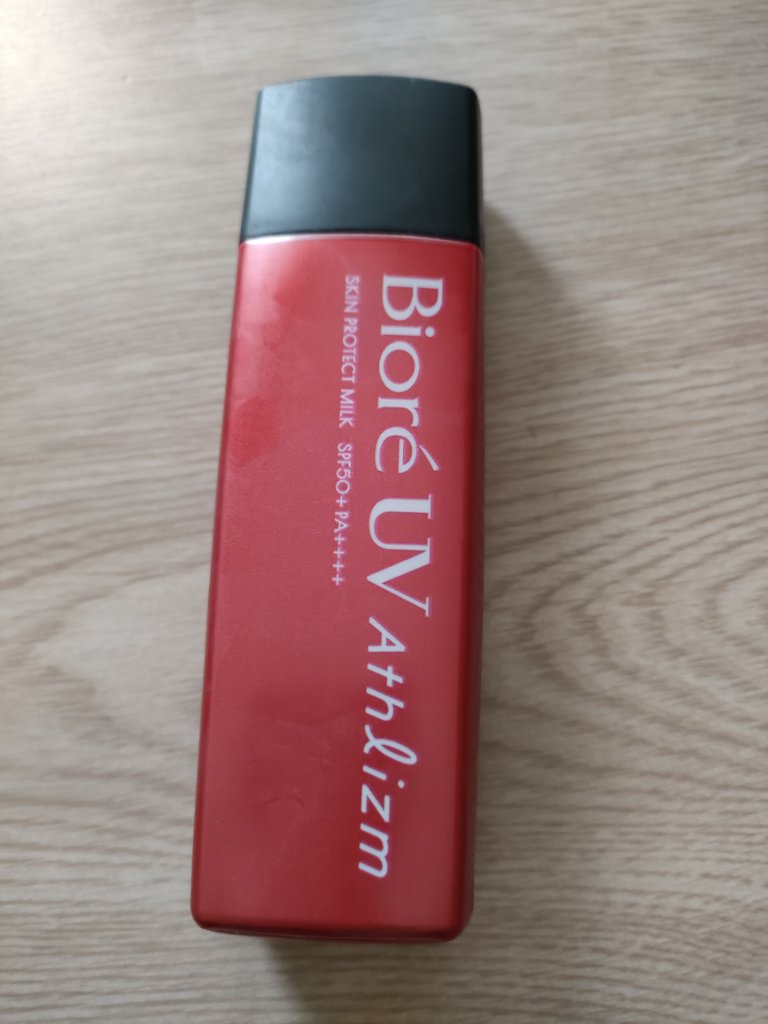 Bioré UV Athlizm
SKIN PROTECT MILK SPF50+ PA++++